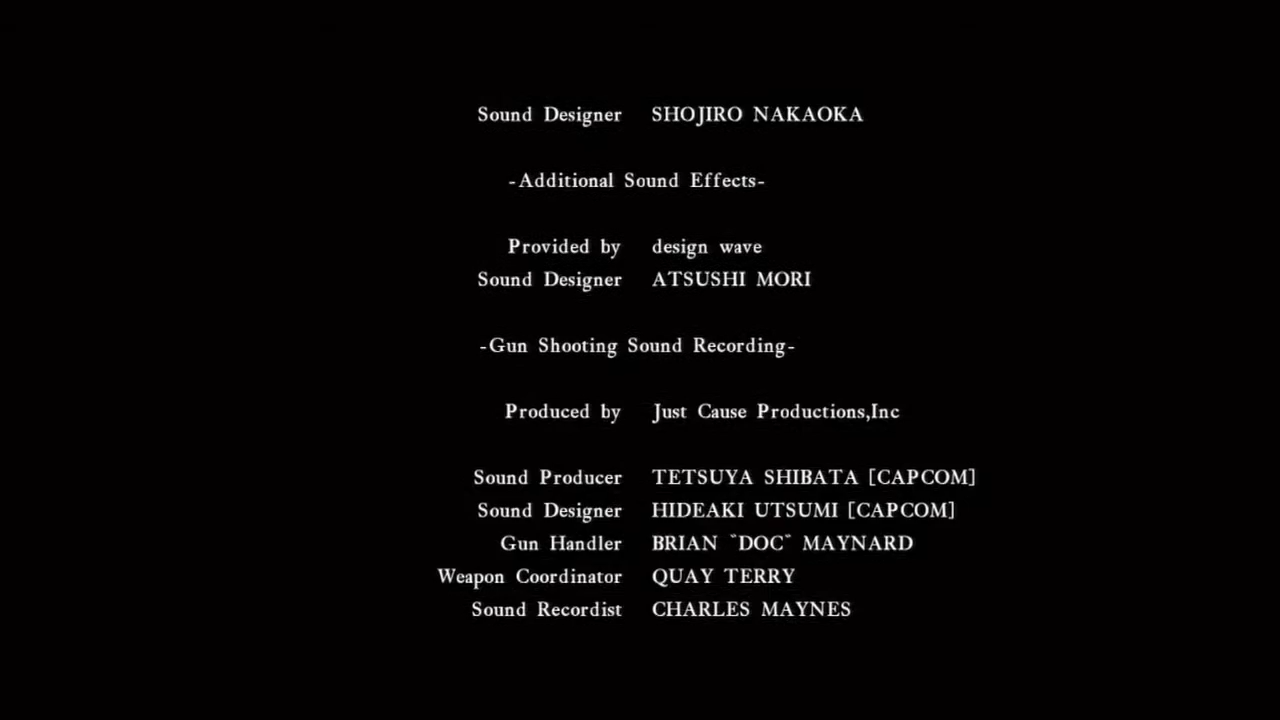 Sound Designer SHOJIRO NAKAOKA
-Additional Sound Effects-
Provided by design wave
Sound Designer ATSUSHI MORI
-Gun Shooting Sound Recording-
Produced by Just Cause Productions,Inc
Sound Producer TETSUYA SHIBATA [CAPCOM]
Sound Designer HIDEAKI UTSUMI [CAPCOM]
Gun Handler BRIAN "DOC" MAYNARD
Weapon Coordinator QUAY TERRY
Sound Recordist CHARLES MAYNES